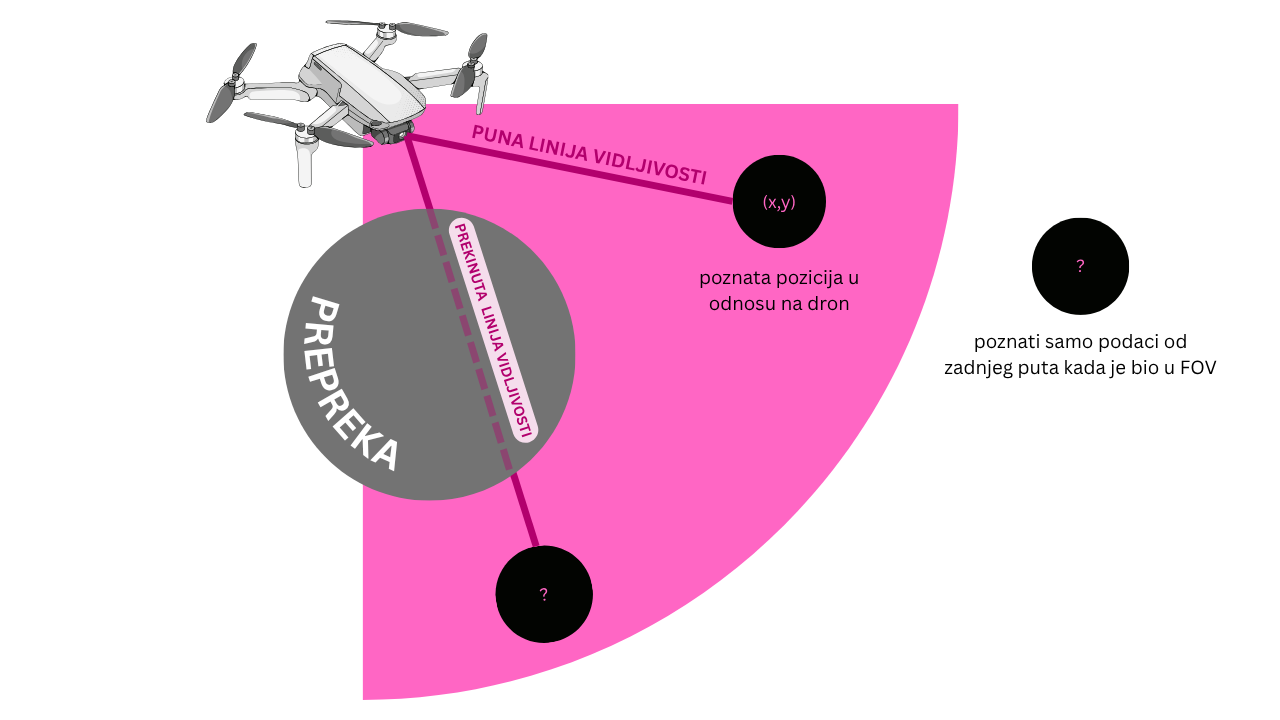 PUNA LINIJA VIDLJIVOSTI
(x,y)
poznata pozicija u
odnosu na dron
?
poznati samo podaci od
zadnjeg puta kada je bio u FOV
PREKINUTA LINIJA VIDLJIVOSTI
PREPREKA
?